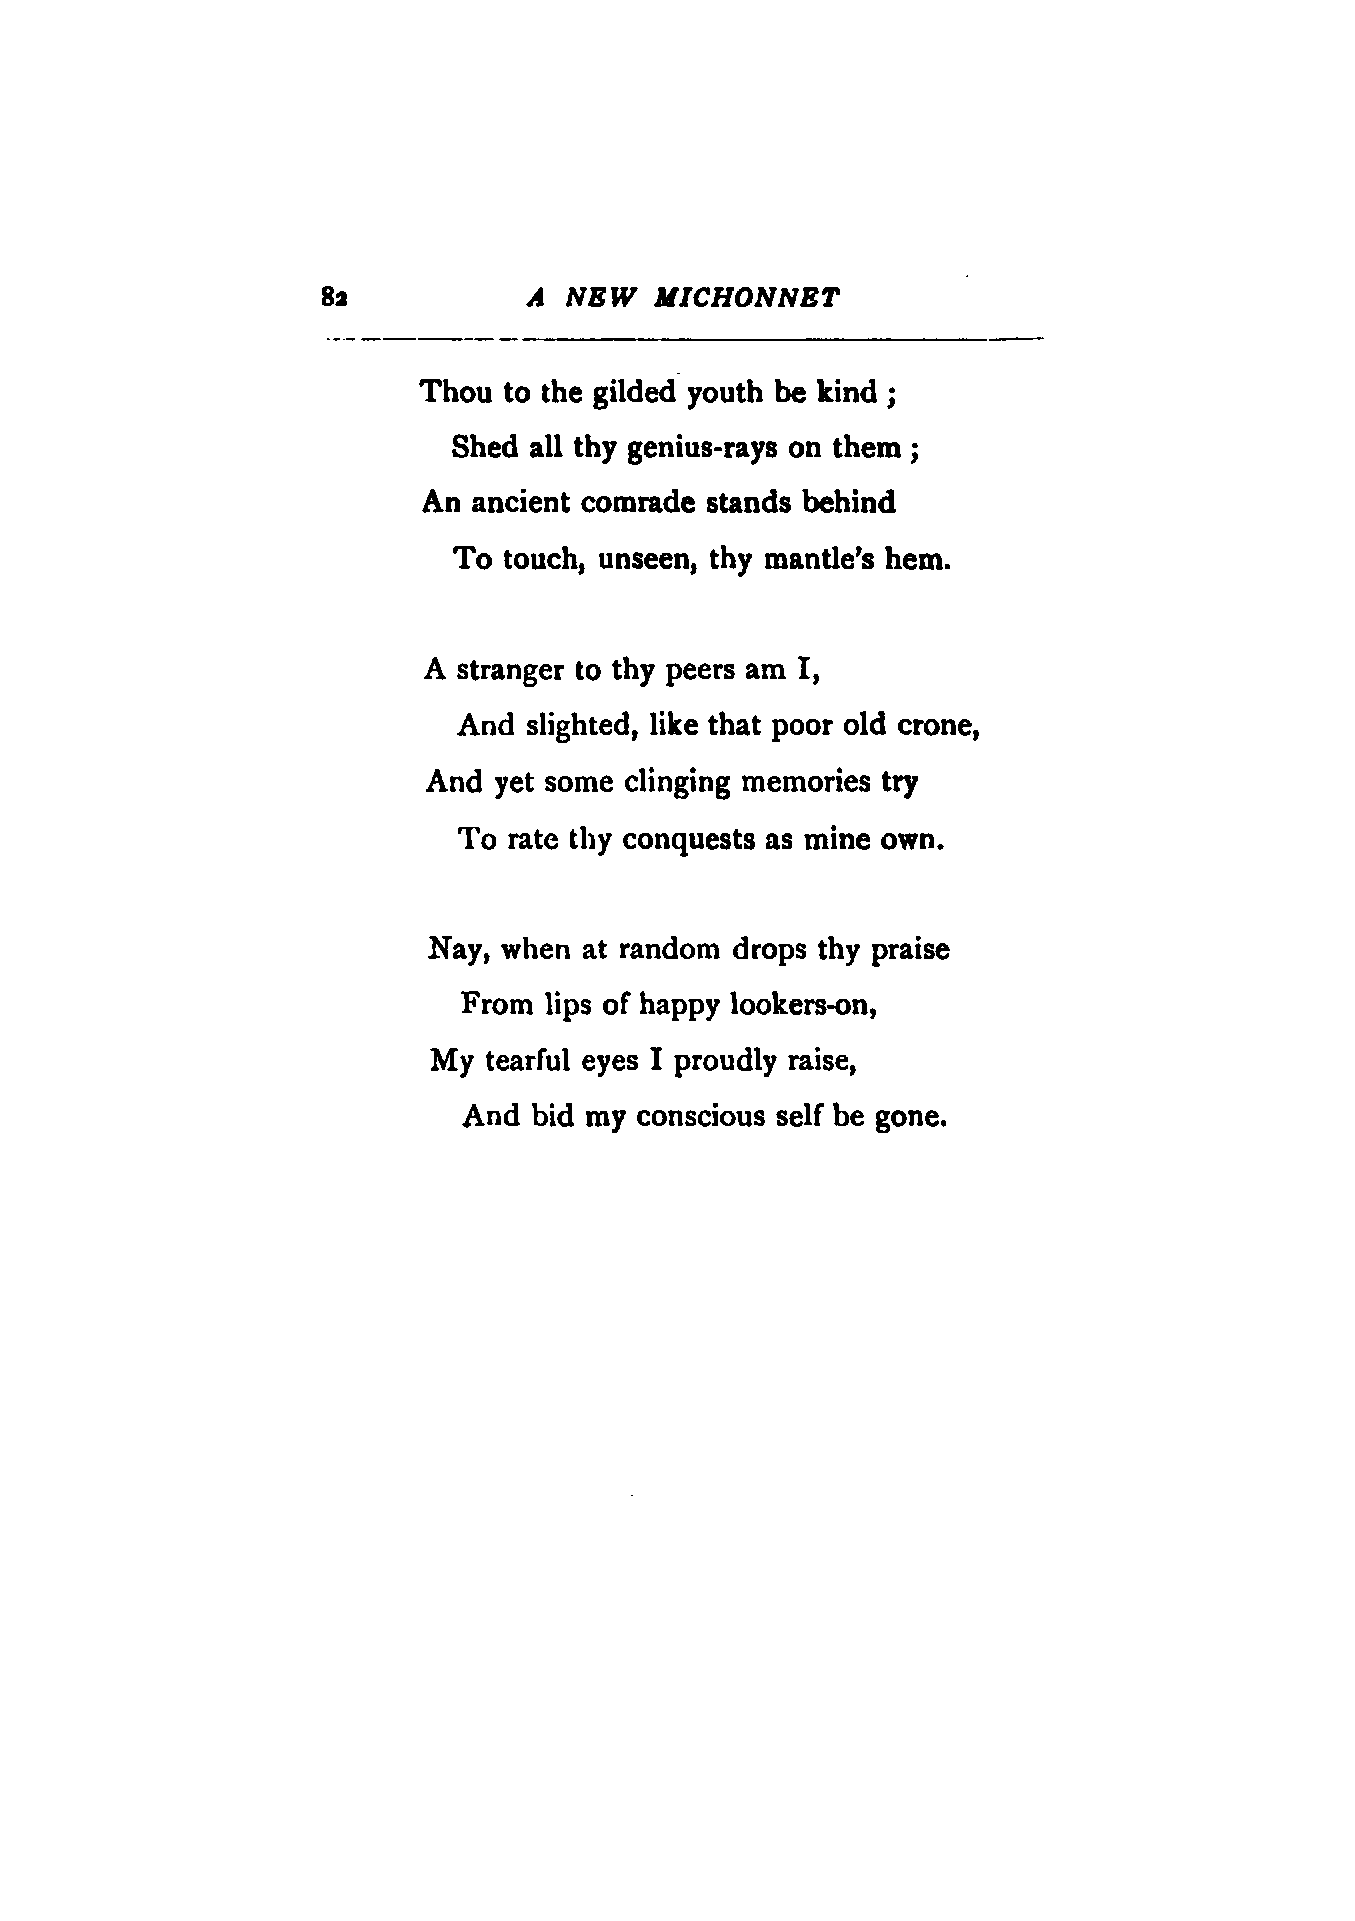 82 A NEW MICHONNET
Thou to the gilded youth be kind ;
Shed all thy genius-rays on them ;
An ancient comrade stands behind
To touch, unseen, thy mantle's hem.
A stranger to thy peers am I,
And slighted, like that poor old crone,
And yet some clinging memories try
To rate thy conquests as mine own.
Nay, when at random drops thy praise
From lips of happy lookers-on,
My tearful eyes I proudly raise,
And bid my conscious self be gone.